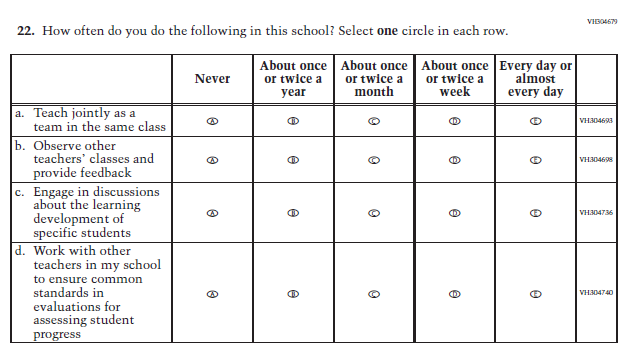 VH304679
22. How often do you do the following in this school? Select one circle in each row.
Never
About once or twice a year
About once or twice a month
About once or twice a week
Every day or almost every day
a. Teach jointly as a
team in the same class
A B C D E VH304693
b. Observe other
teachers' classes and
provide feedback
A B C D E VH304698
c. Engage in discussions
about the learning
development of
specific students
A B C D E VH304736
d. Work with other
teachers in my school
to ensure common
standards in
evaluations for
assessing student
progress
A B C D E VH304740